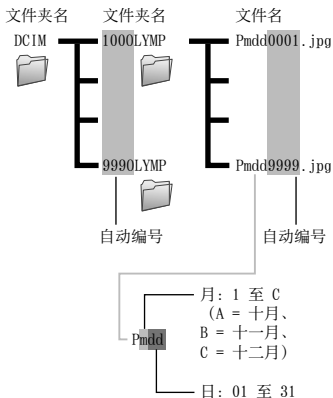 文件夹名 文件夹名 文件名
DCIM 100OLYMP Pmdd0001.jpg
999OLYMP Pmdd9999.jpg
自动编号 自动编号
月: 1 至 C
(A = 十月、
B = 十一月、
C = 十二月)
Pmdd
日: 01 至 31